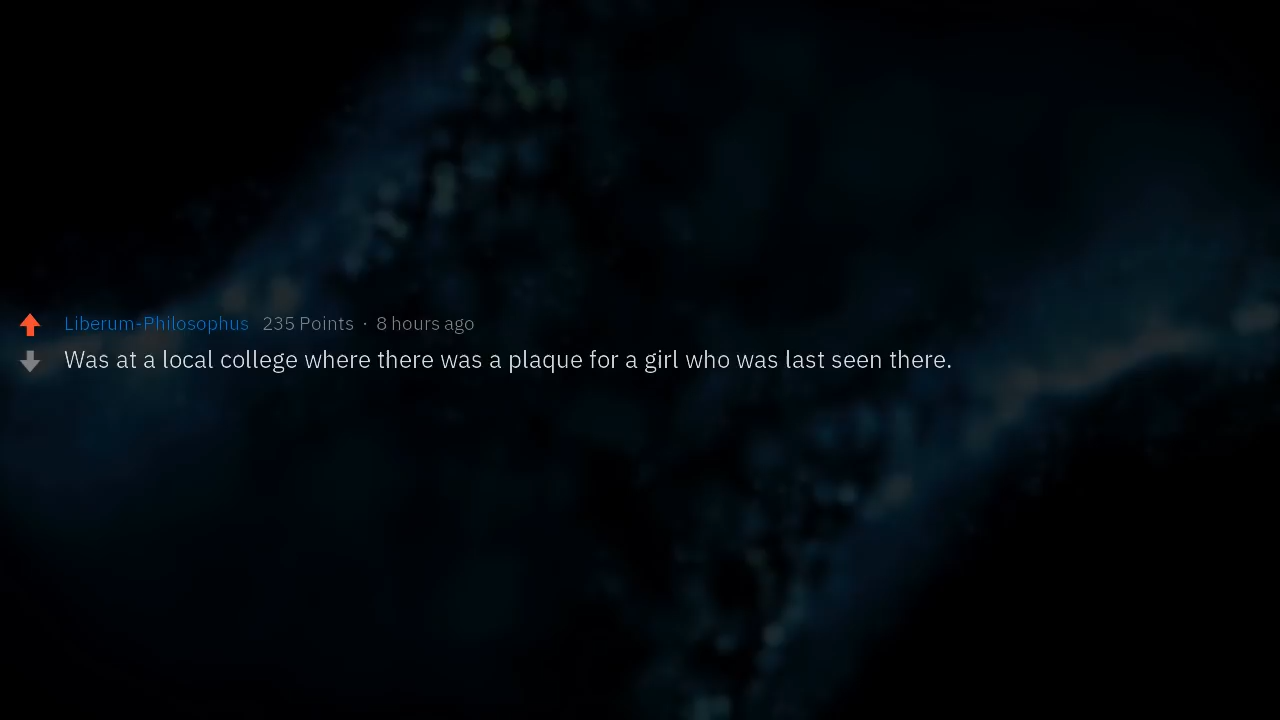 Liberum-Philosophus 235 Points · 8 hours ago
Was at a local college where there was a plaque for a girl who was last seen there.